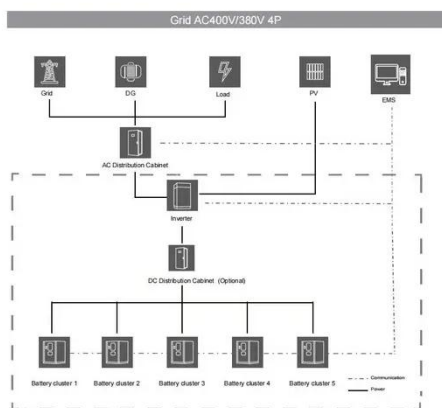 Grid AC400V/380V 4P
Grid
DG
Load
PV
EMS
AC Distribution Cabinet
Inverter
DC Distribution Cabinet (Optional)
Battery cluster 1
Battery cluster 2
Battery cluster 3
Battery cluster 4
Battery cluster 5
Communication
Power